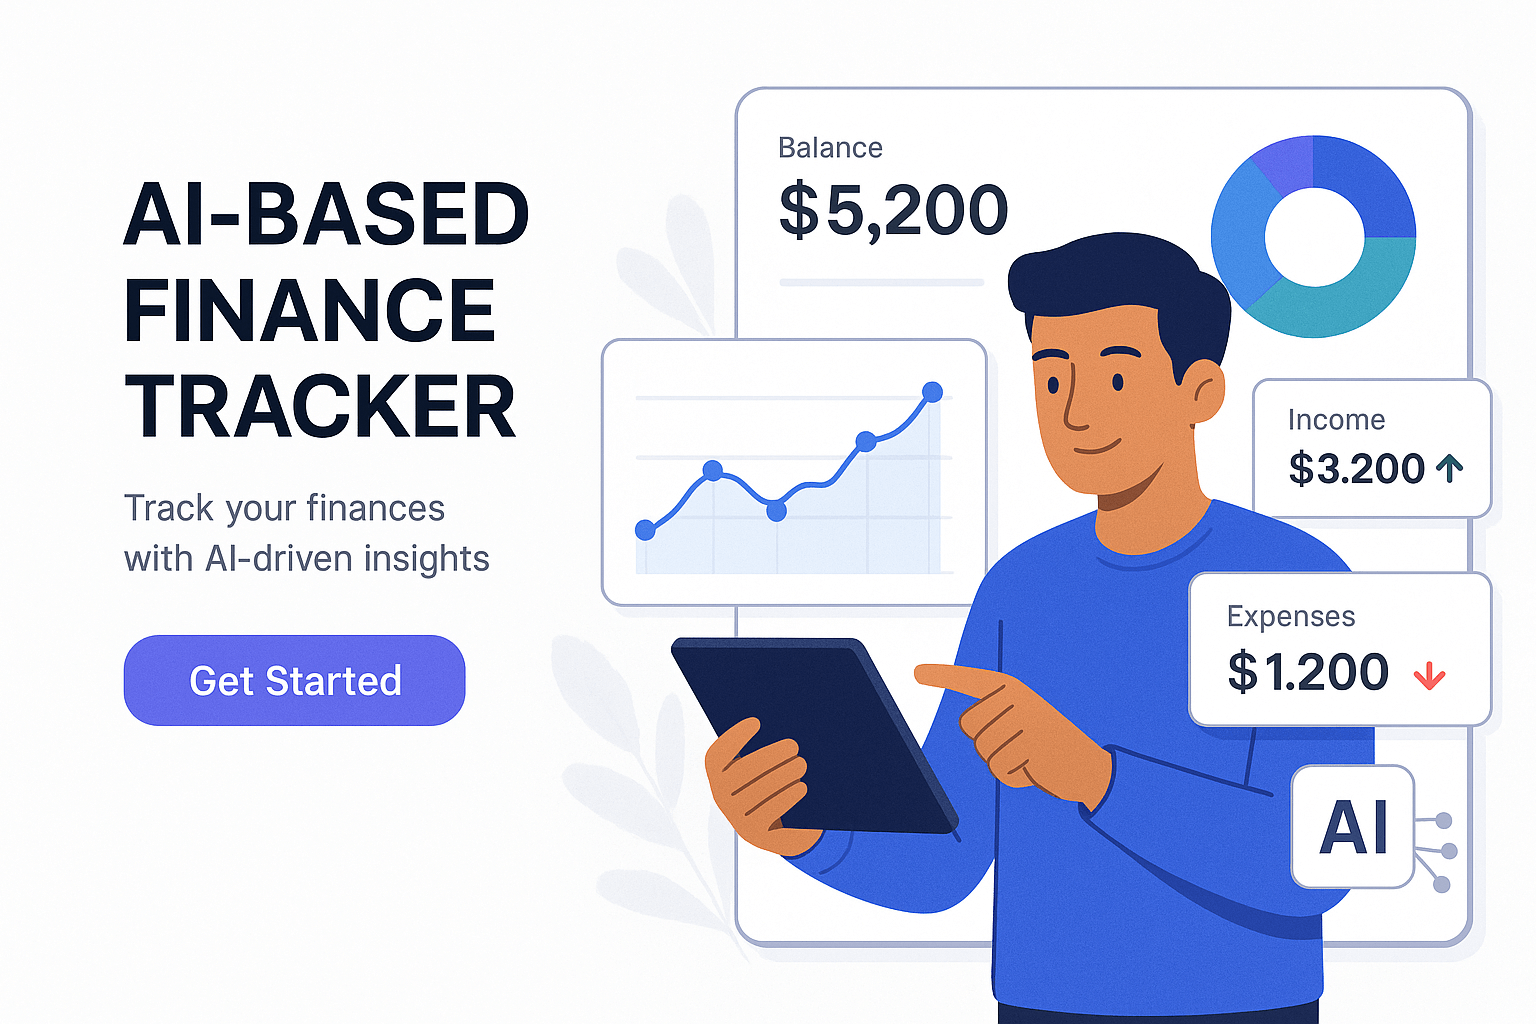 AI-BASED
FINANCE
TRACKER
Track your finances
with AI-driven insights
Get Started
Balance
$5,200
Income
$3.200
Expenses
$1.200
AI